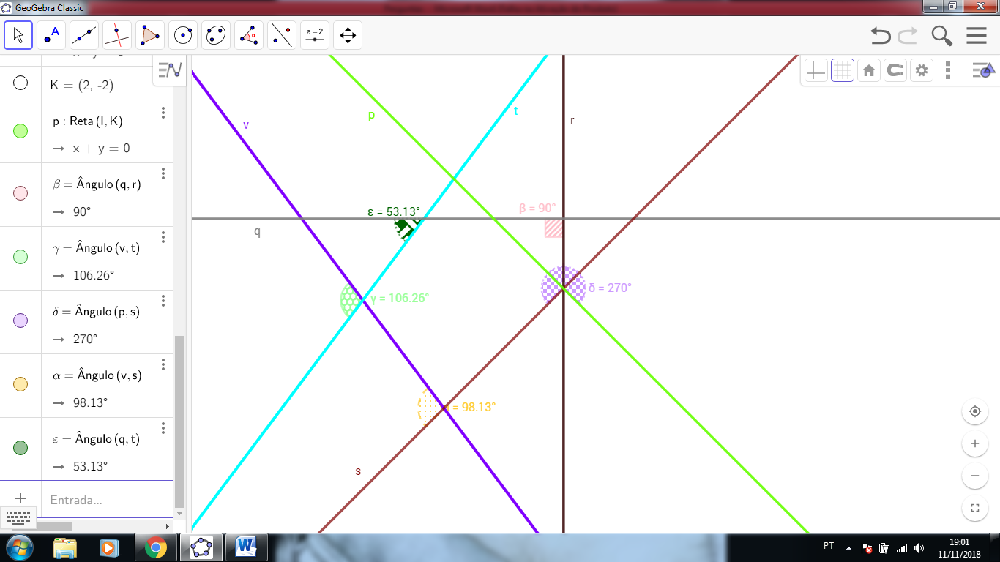 GeoGebra Classic
A
α
a=2
K = (2, -2)
p : Reta (I, K)
→ x + y = 0
β = Ângulo (q, r)
→ 90°
γ = Ângulo (v, t)
→ 106.26°
δ = Ângulo (p, s)
→ 270°
α = Ângulo (v, s)
→ 98.13°
ε = Ângulo (q, t)
→ 53.13°
Entrada...
v
p
t
r
ε = 53.13°
β = 90°
q
δ = 270°
γ = 106.26°
= 98.13°
s
PT
19:01
11/11/2018